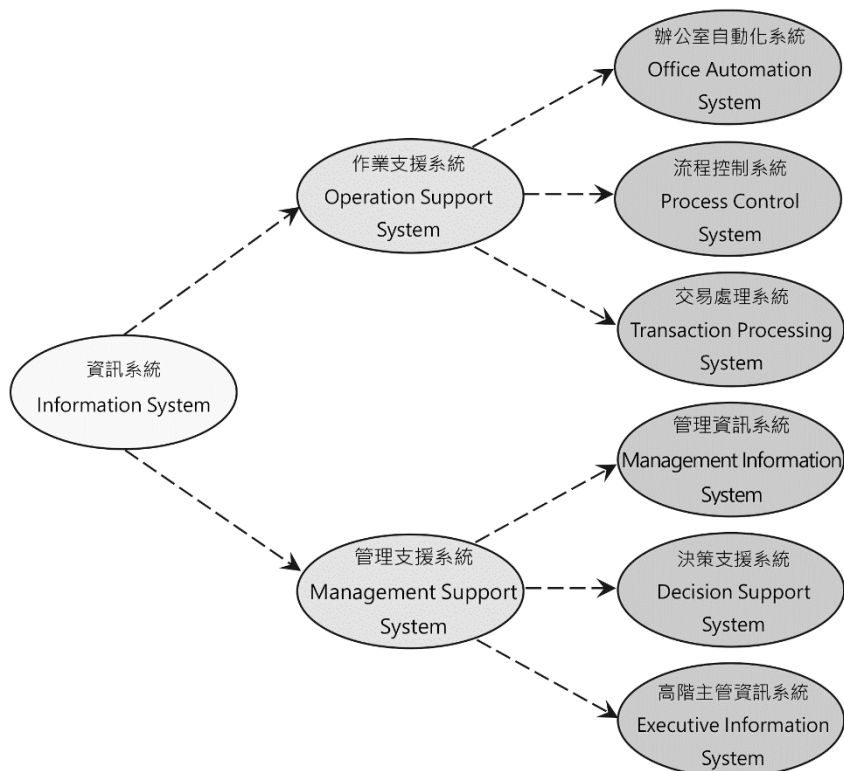 資訊系統
Information System
作業支援系統
Operation Support
System
辦公室自動化系統
Office Automation
System
流程控制系統
Process Control
System
交易處理系統
Transaction Processing
System
管理支援系統
Management Support
System
管理資訊系統
Management Information
System
決策支援系統
Decision Support
System
高階主管資訊系統
Executive Information
System